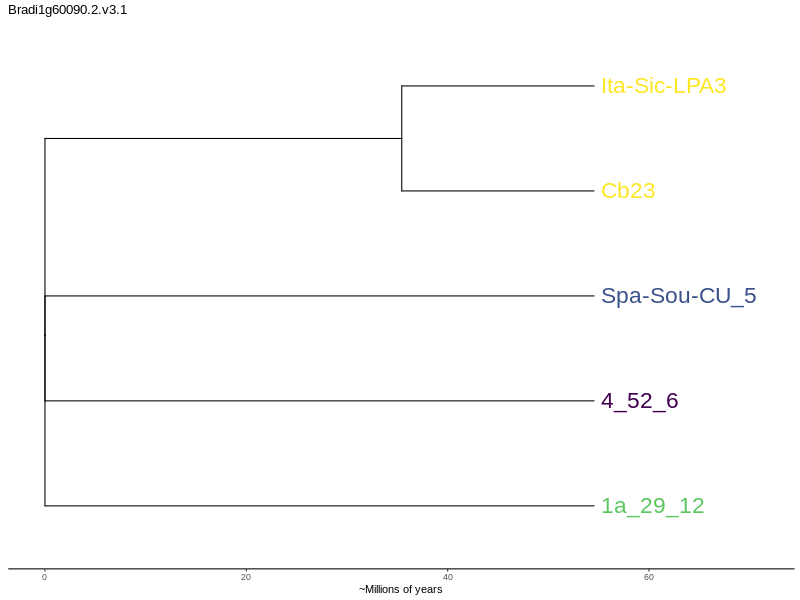 Bradi1g60090.2.v3.1
Ita-Sic-LPA3
Cb23
Spa-Sou-CU_5
4_52_6
1a_29_12
0 20 40 60
~Millions of years